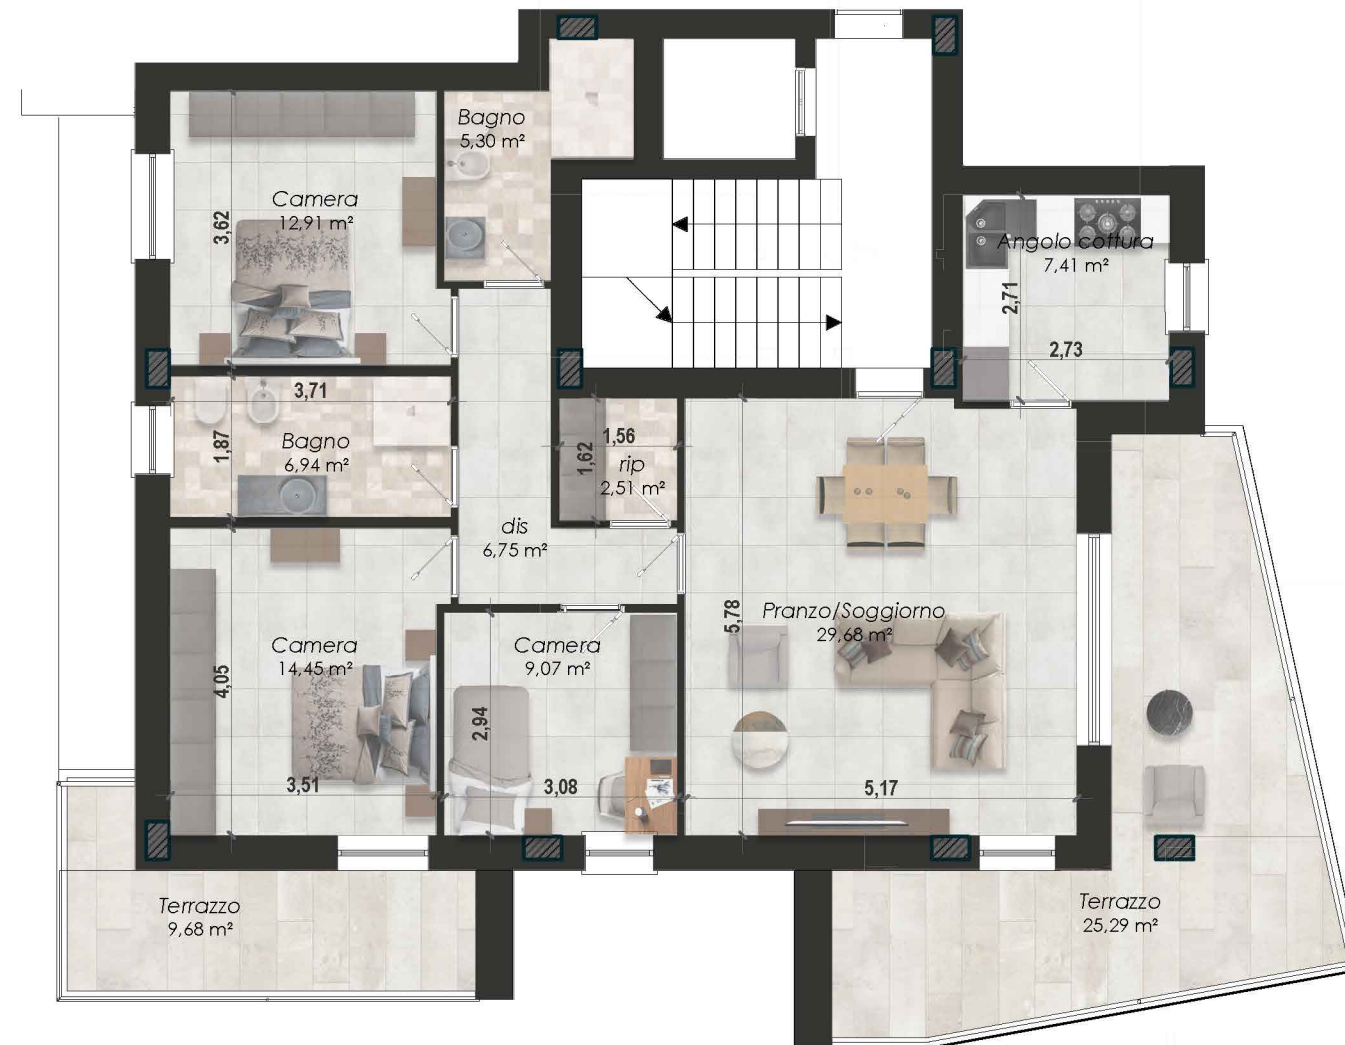 Bagno
5,30 m²
Camera
12,91 m²
3,62
Angolo cottura
7,41 m²
2,71
2,73
3,71
Bagno
6,94 m²
1,87
1,56
1,62
rip
2,51 m²
dis
6,75 m²
Pranzo/Soggiorno
29,68 m²
5,78
5,17
Camera
14,45 m²
4,05
3,51
Camera
9,07 m²
2,94
3,08
Terrazzo
9,68 m²
Terrazzo
25,29 m²